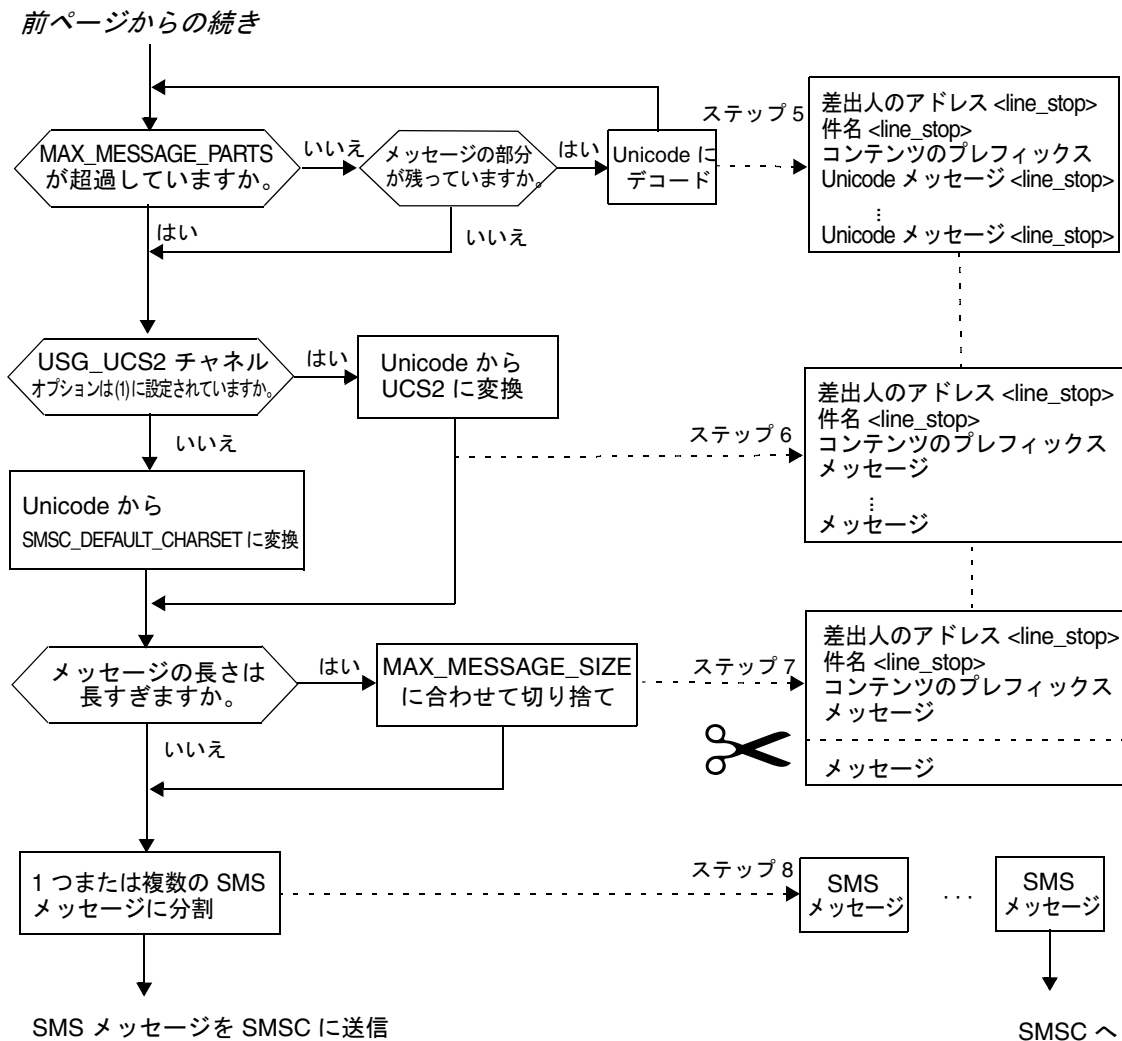 前ページからの続き
MAX_MESSAGE_PARTS
が超過していますか。
いいえ
メッセージの部分
が残っていますか。
はい
Unicode に
デコード
ステップ 5
差出人のアドレス <line_stop>
件名 <line_stop>
コンテンツのプレフィックス
Unicode メッセージ <line_stop>
...
Unicode メッセージ <line_stop>
はい
いいえ
USG_UCS2 チャネル
オプションは(1)に設定されていますか。
はい
Unicode から
UCS2 に変換
いいえ
ステップ 6
差出人のアドレス <line_stop>
件名 <line_stop>
コンテンツのプレフィックス
メッセージ
...
メッセージ
Unicode から
SMSC_DEFAULT_CHARSET に変換
メッセージの長さは
長すぎますか。
はい
MAX_MESSAGE_SIZE
に合わせて切り捨て
ステップ 7
差出人のアドレス <line_stop>
件名 <line_stop>
コンテンツのプレフィックス
メッセージ
メッセージ
いいえ
1 つまたは複数の SMS
メッセージに分割
ステップ 8
SMS
メッセージ
...
SMS
メッセージ
SMS メッセージを SMSC に送信
SMSC へ